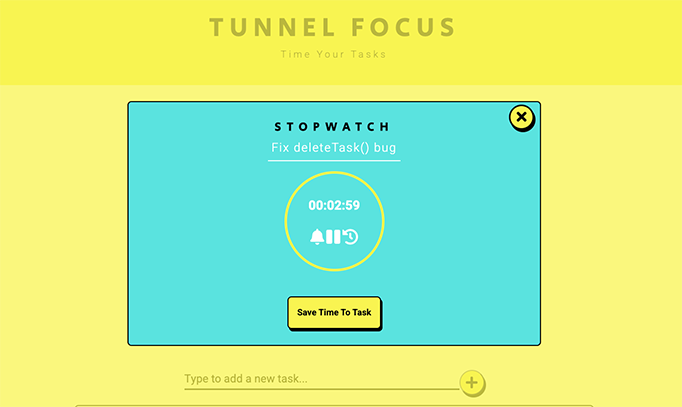 TUNNEL FOCUS
Time Your Tasks
STOPWATCH
Fix deleteTask() bug
00:02:59
Save Time To Task
Type to add a new task...